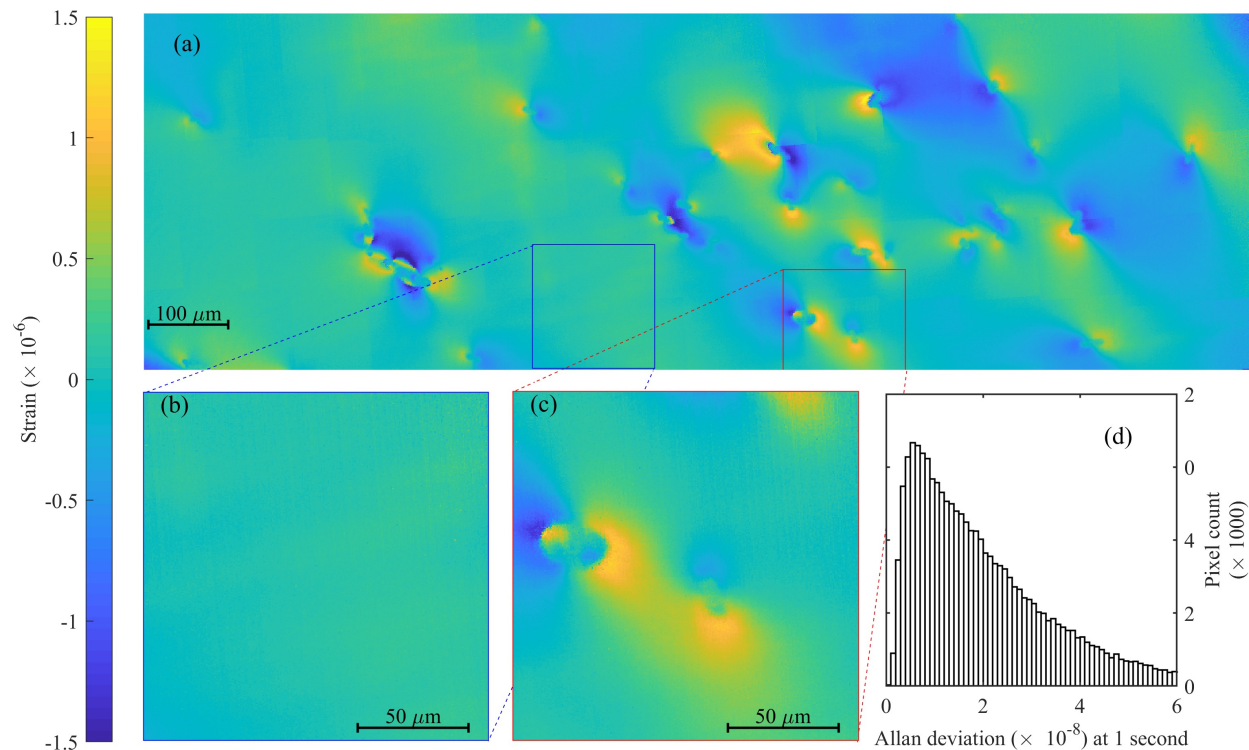 1.5
1
0.5
0
-0.5
-1
-1.5
Strain (× 10-6)
(a)
100 μm
(b)
50 μm
(c)
50 μm
(d)
2
0
4
2
0
Pixel count
(× 1000)
0 2 4 6
Allan deviation (× 10-8) at 1 second